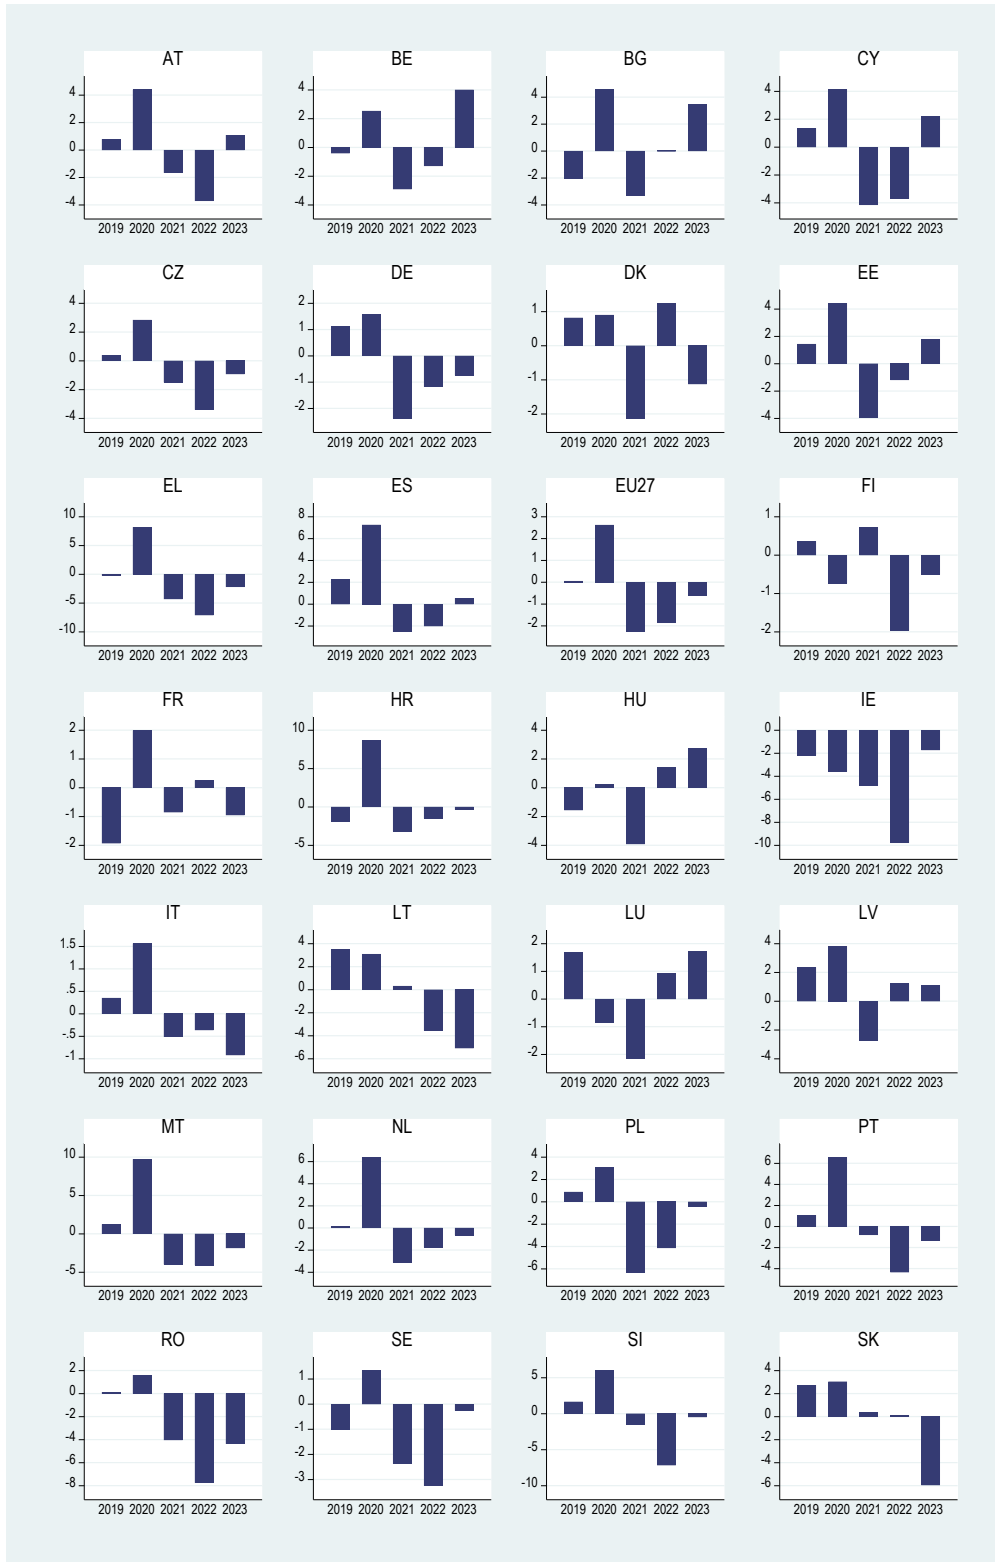 AT BE BG CY
4 4 4 4
2 2 2 2
0 0 0 0
-2 -2 -2 -2
-4 -4 -4 -4
2019 2020 2021 2022 2023 2019 2020 2021 2022 2023 2019 2020 2021 2022 2023 2019 2020 2021 2022 2023
CZ DE DK EE
4 2 1 4
2 1 0 2
0 0 -1 0
-2 -1 -2 -2
-4 -2 -4
2019 2020 2021 2022 2023 2019 2020 2021 2022 2023 2019 2020 2021 2022 2023 2019 2020 2021 2022 2023
EL ES EU27 FI
10 8 3 1
5 6 2 0
0 4 1 -1
-5 2 0 -2
-10 0 -1
-2 -2
2019 2020 2021 2022 2023 2019 2020 2021 2022 2023 2019 2020 2021 2022 2023 2019 2020 2021 2022 2023
FR HR HU IE
2 10 4 0
1 5 2 -2
0 0 0 -4
-1 -5 -2 -6
-2 -4 -8
-10
2019 2020 2021 2022 2023 2019 2020 2021 2022 2023 2019 2020 2021 2022 2023 2019 2020 2021 2022 2023
IT LT LU LV
1.5 4 2 4
1 2 1 2
.5 0 0 0
0 -2 -1 -2
-.5 -4 -2 -4
-1 -6
2019 2020 2021 2022 2023 2019 2020 2021 2022 2023 2019 2020 2021 2022 2023 2019 2020 2021 2022 2023
MT NL PL PT
10 6 4 6
5 4 2 4
0 2 0 2
-5 0 -2 0
-2 -4 -2
-4 -6 -4
2019 2020 2021 2022 2023 2019 2020 2021 2022 2023 2019 2020 2021 2022 2023 2019 2020 2021 2022 2023
RO SE SI SK
2 1 5 4
0 0 0 2
-2 -1 -5 0
-4 -2 -10 -2
-6 -3 -4
-8 -6
2019 2020 2021 2022 2023 2019 2020 2021 2022 2023 2019 2020 2021 2022 2023 2019 2020 2021 2022 2023